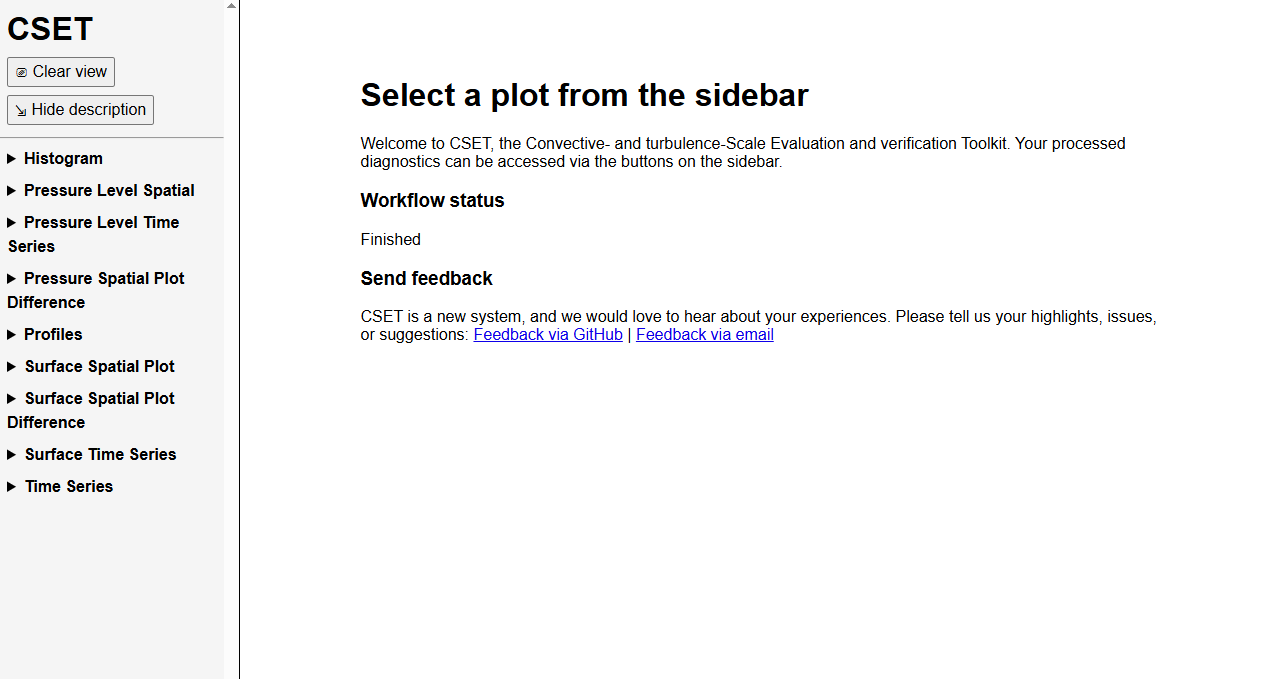 CSET
Clear view
Hide description
Histogram
Pressure Level Spatial
Pressure Level Time
Series
Pressure Spatial Plot
Difference
Profiles
Surface Spatial Plot
Surface Spatial Plot
Difference
Surface Time Series
Time Series
Select a plot from the sidebar
Welcome to CSET, the Convective- and turbulence-Scale Evaluation and verification Toolkit. Your processed
diagnostics can be accessed via the buttons on the sidebar.
Workflow status
Finished
Send feedback
CSET is a new system, and we would love to hear about your experiences. Please tell us your highlights, issues,
or suggestions: Feedback via GitHub | Feedback via email